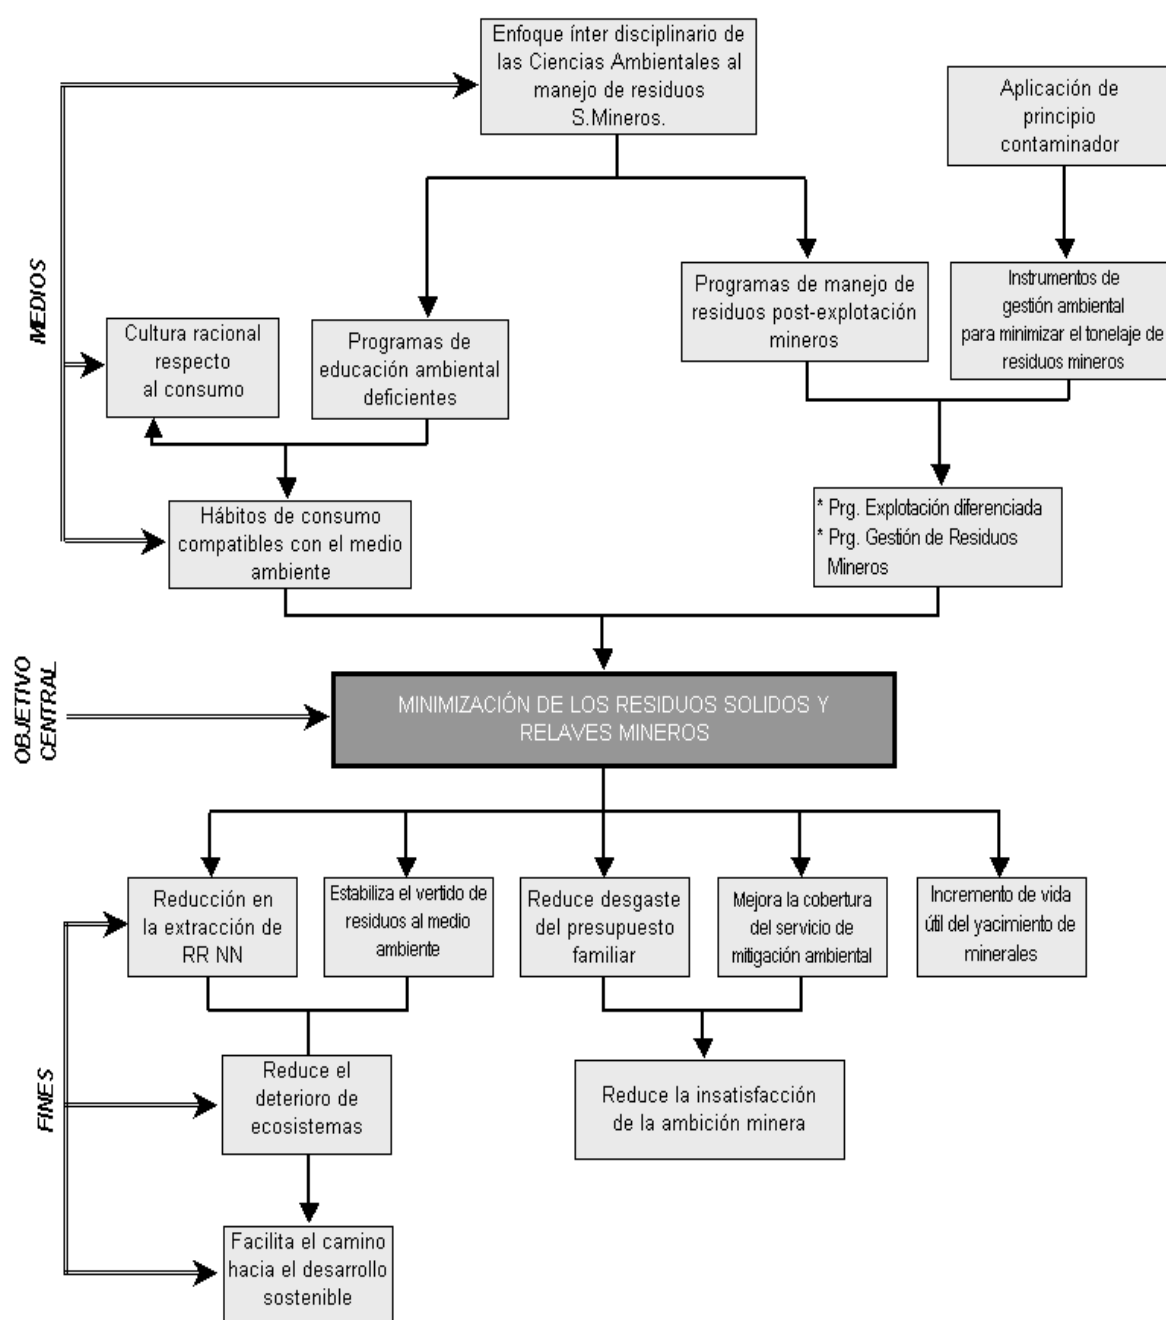 Enfoque ínter disciplinario de
las Ciencias Ambientales al
manejo de residuos
S.Mineros.
Aplicación de
principio
contaminador
MEDIOS
Cultura racional
respecto
al consumo
Programas de
educación ambiental
deficientes
Programas de manejo de
residuos post-explotación
mineros
Instrumentos de
gestión ambiental
para minimizar el tonelaje de
residuos mineros
Hábitos de consumo
compatibles con el medio
ambiente
* Prg. Explotación diferenciada
* Prg. Gestión de Residuos
Mineros
OBJETIVO
CENTRAL
MINIMIZACIÓN DE LOS RESIDUOS SOLIDOS Y
RELAVES MINEROS
FINES
Reducción en
la extracción de
RR NN
Estabiliza el vertido de
residuos al medio
ambiente
Reduce desgaste
del presupuesto
familiar
Mejora la cobertura
del servicio de
mitigación ambiental
Incremento de vida
útil del yacimiento de
minerales
Reduce el
deterioro de
ecosistemas
Reduce la insatisfacción
de la ambición minera
Facilita el camino
hacia el desarrollo
sostenible